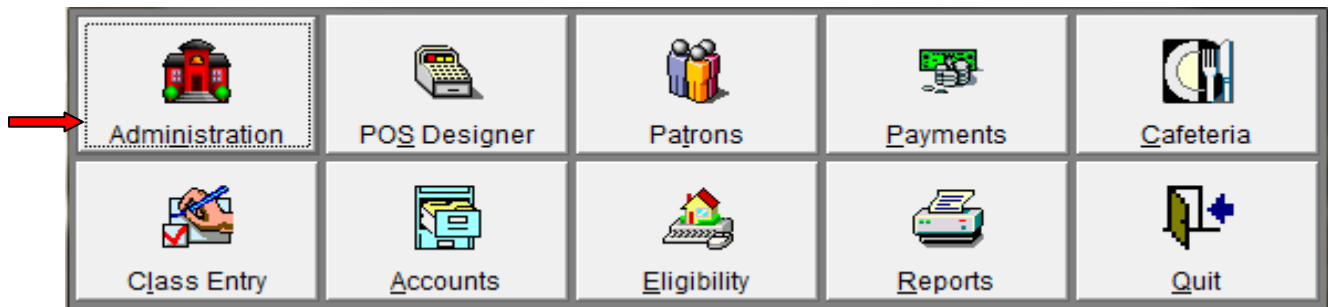 Administration POS Designer Patrons Payments Cafeteria
Class Entry Accounts Eligibility Reports Quit